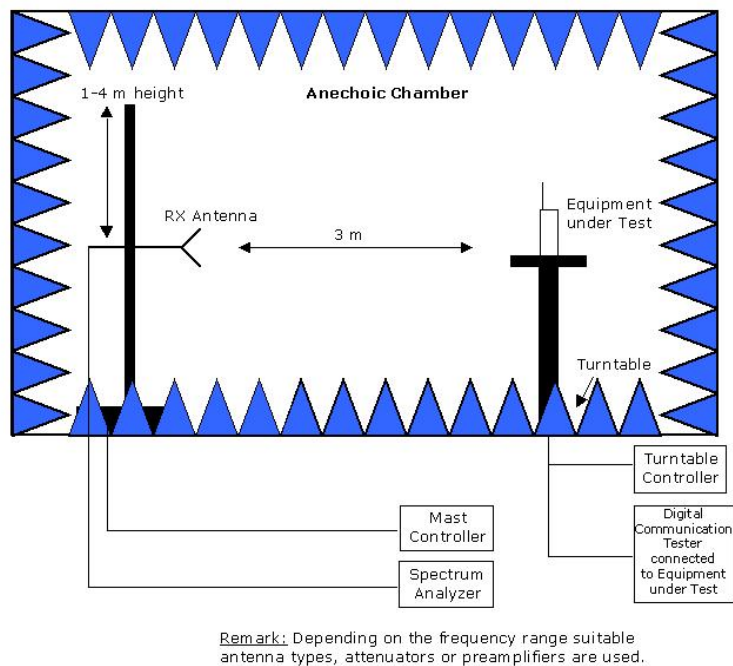 1-4 m height
Anechoic Chamber
RX Antenna
3 m
Equipment
under Test
Turntable
Turntable
Controller
Mast
Controller
Digital
Communication
Tester
connected
to Equipment
under Test
Spectrum
Analyzer
Remark: Depending on the frequency range suitable
antenna types, attenuators or preamplifiers are used.